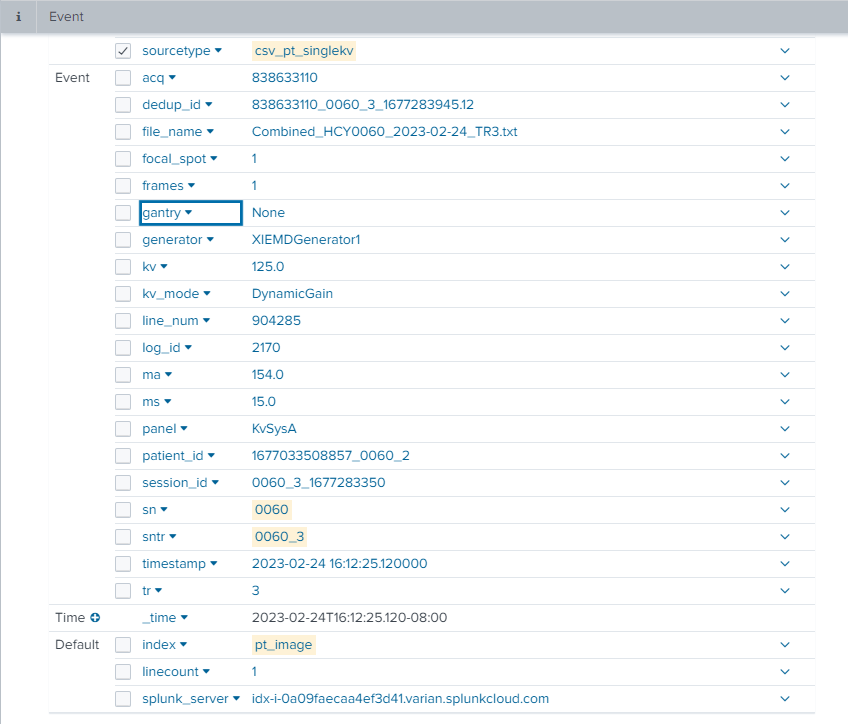 i Event
sourcetype csv_pt_singlekv
Event acq 838633110
dedup_id 838633110_0060_3_1677283945.12
file_name Combined_HCY0060_2023-02-24_TR3.txt
focal_spot 1
frames 1
gantry None
generator XIEMDGenerator1
kv 125.0
kv_mode DynamicGain
line_num 904285
log_id 2170
ma 154.0
ms 15.0
panel KvSysA
patient_id 1677033508857_0060_2
session_id 0060_3_1677283350
sn 0060
sntr 0060_3
timestamp 2023-02-24 16:12:25.120000
tr 3
Time _time 2023-02-24T16:12:25.120-08:00
Default index pt_image
linecount 1
splunk_server idx-i-0a09faecaa4ef3d41.varian.splunkcloud.com